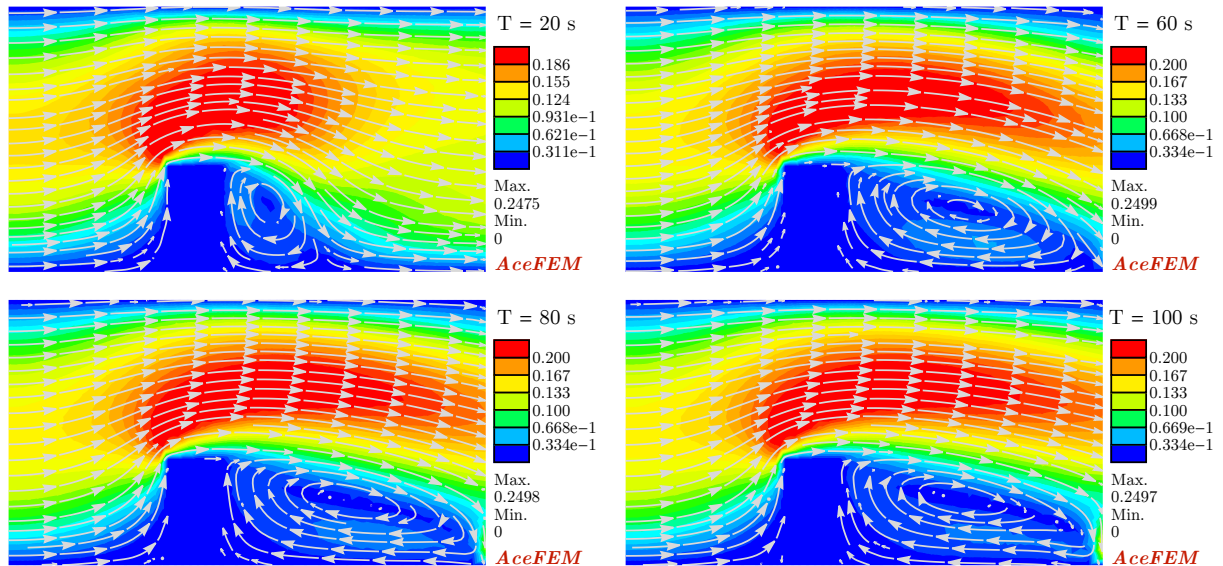 T = 20 s
0.186
0.155
0.124
0.931e-1
0.621e-1
0.311e-1
Max.
0.2475
Min.
0
AceFEM
T = 60 s
0.200
0.167
0.133
0.100
0.668e-1
0.334e-1
Max.
0.2499
Min.
0
AceFEM
T = 80 s
0.200
0.167
0.133
0.100
0.668e-1
0.334e-1
Max.
0.2498
Min.
0
AceFEM
T = 100 s
0.200
0.167
0.133
0.100
0.669e-1
0.334e-1
Max.
0.2497
Min.
0
AceFEM